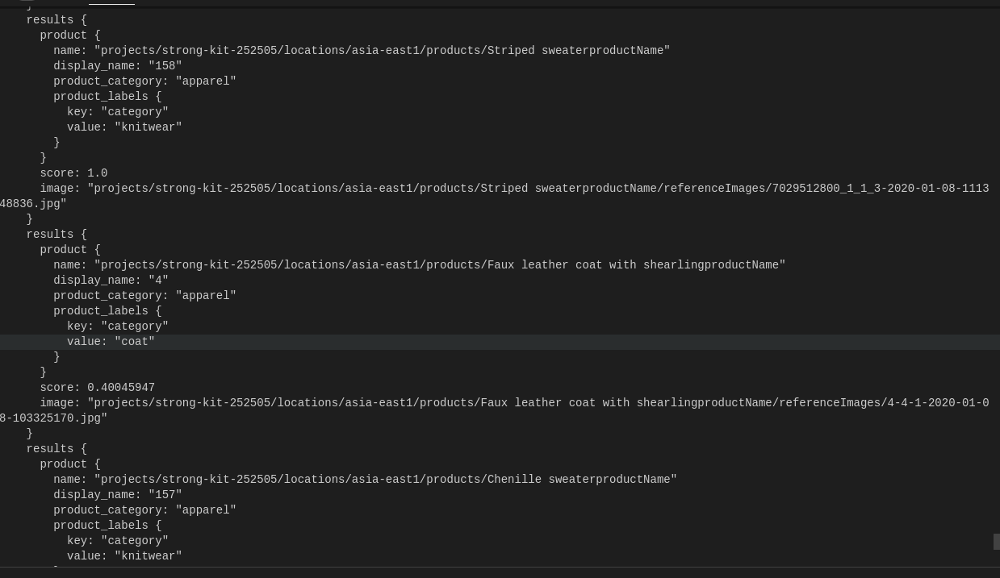 }
results {
product {
name: "projects/strong-kit-252505/locations/asia-east1/products/Striped sweaterproductName"
display_name: "158"
product_category: "apparel"
product_labels {
key: "category"
value: "knitwear"
}
}
score: 1.0
image: "projects/strong-kit-252505/locations/asia-east1/products/Striped sweaterproductName/referenceImages/7029512800_1_1_3-2020-01-08-1113
48836.jpg"
}
results {
product {
name: "projects/strong-kit-252505/locations/asia-east1/products/Faux leather coat with shearlingproductName"
display_name: "4"
product_category: "apparel"
product_labels {
key: "category"
value: "coat"
}
}
score: 0.40045947
image: "projects/strong-kit-252505/locations/asia-east1/products/Faux leather coat with shearlingproductName/referenceImages/4-4-1-2020-01-0
8-103325170.jpg"
}
results {
product {
name: "projects/strong-kit-252505/locations/asia-east1/products/Chenille sweaterproductName"
display_name: "157"
product_category: "apparel"
product_labels {
key: "category"
value: "knitwear"